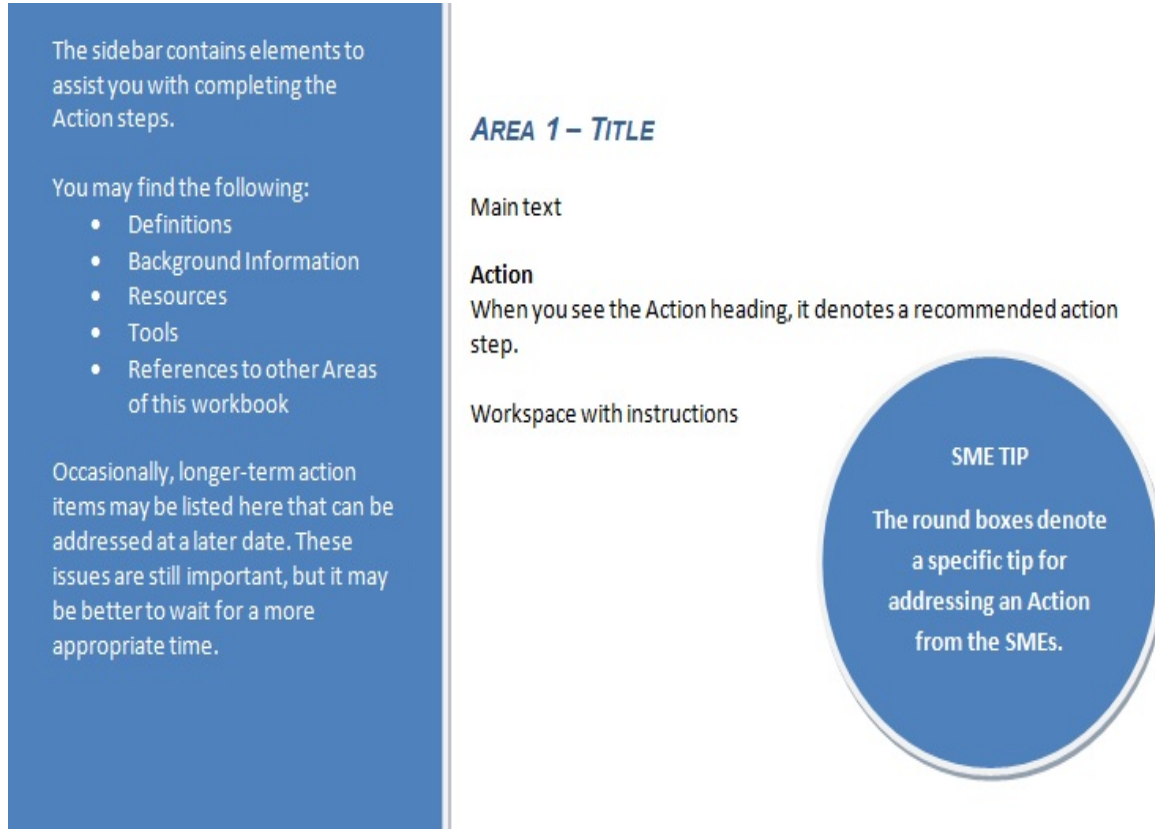 The sidebar contains elements to
assist you with completing the
Action steps.
You may find the following:
• Definitions
• Background Information
• Resources
• Tools
• References to other Areas
of this workbook
Occasionally, longer-term action
items may be listed here that can be
addressed at a later date. These
issues are still important, but it may
be better to wait for a more
appropriate time.
AREA 1 – TITLE
Main text
Action
When you see the Action heading, it denotes a recommended action
step.
Workspace with instructions
SME TIP
The round boxes denote
a specific tip for
addressing an Action
from the SMEs.